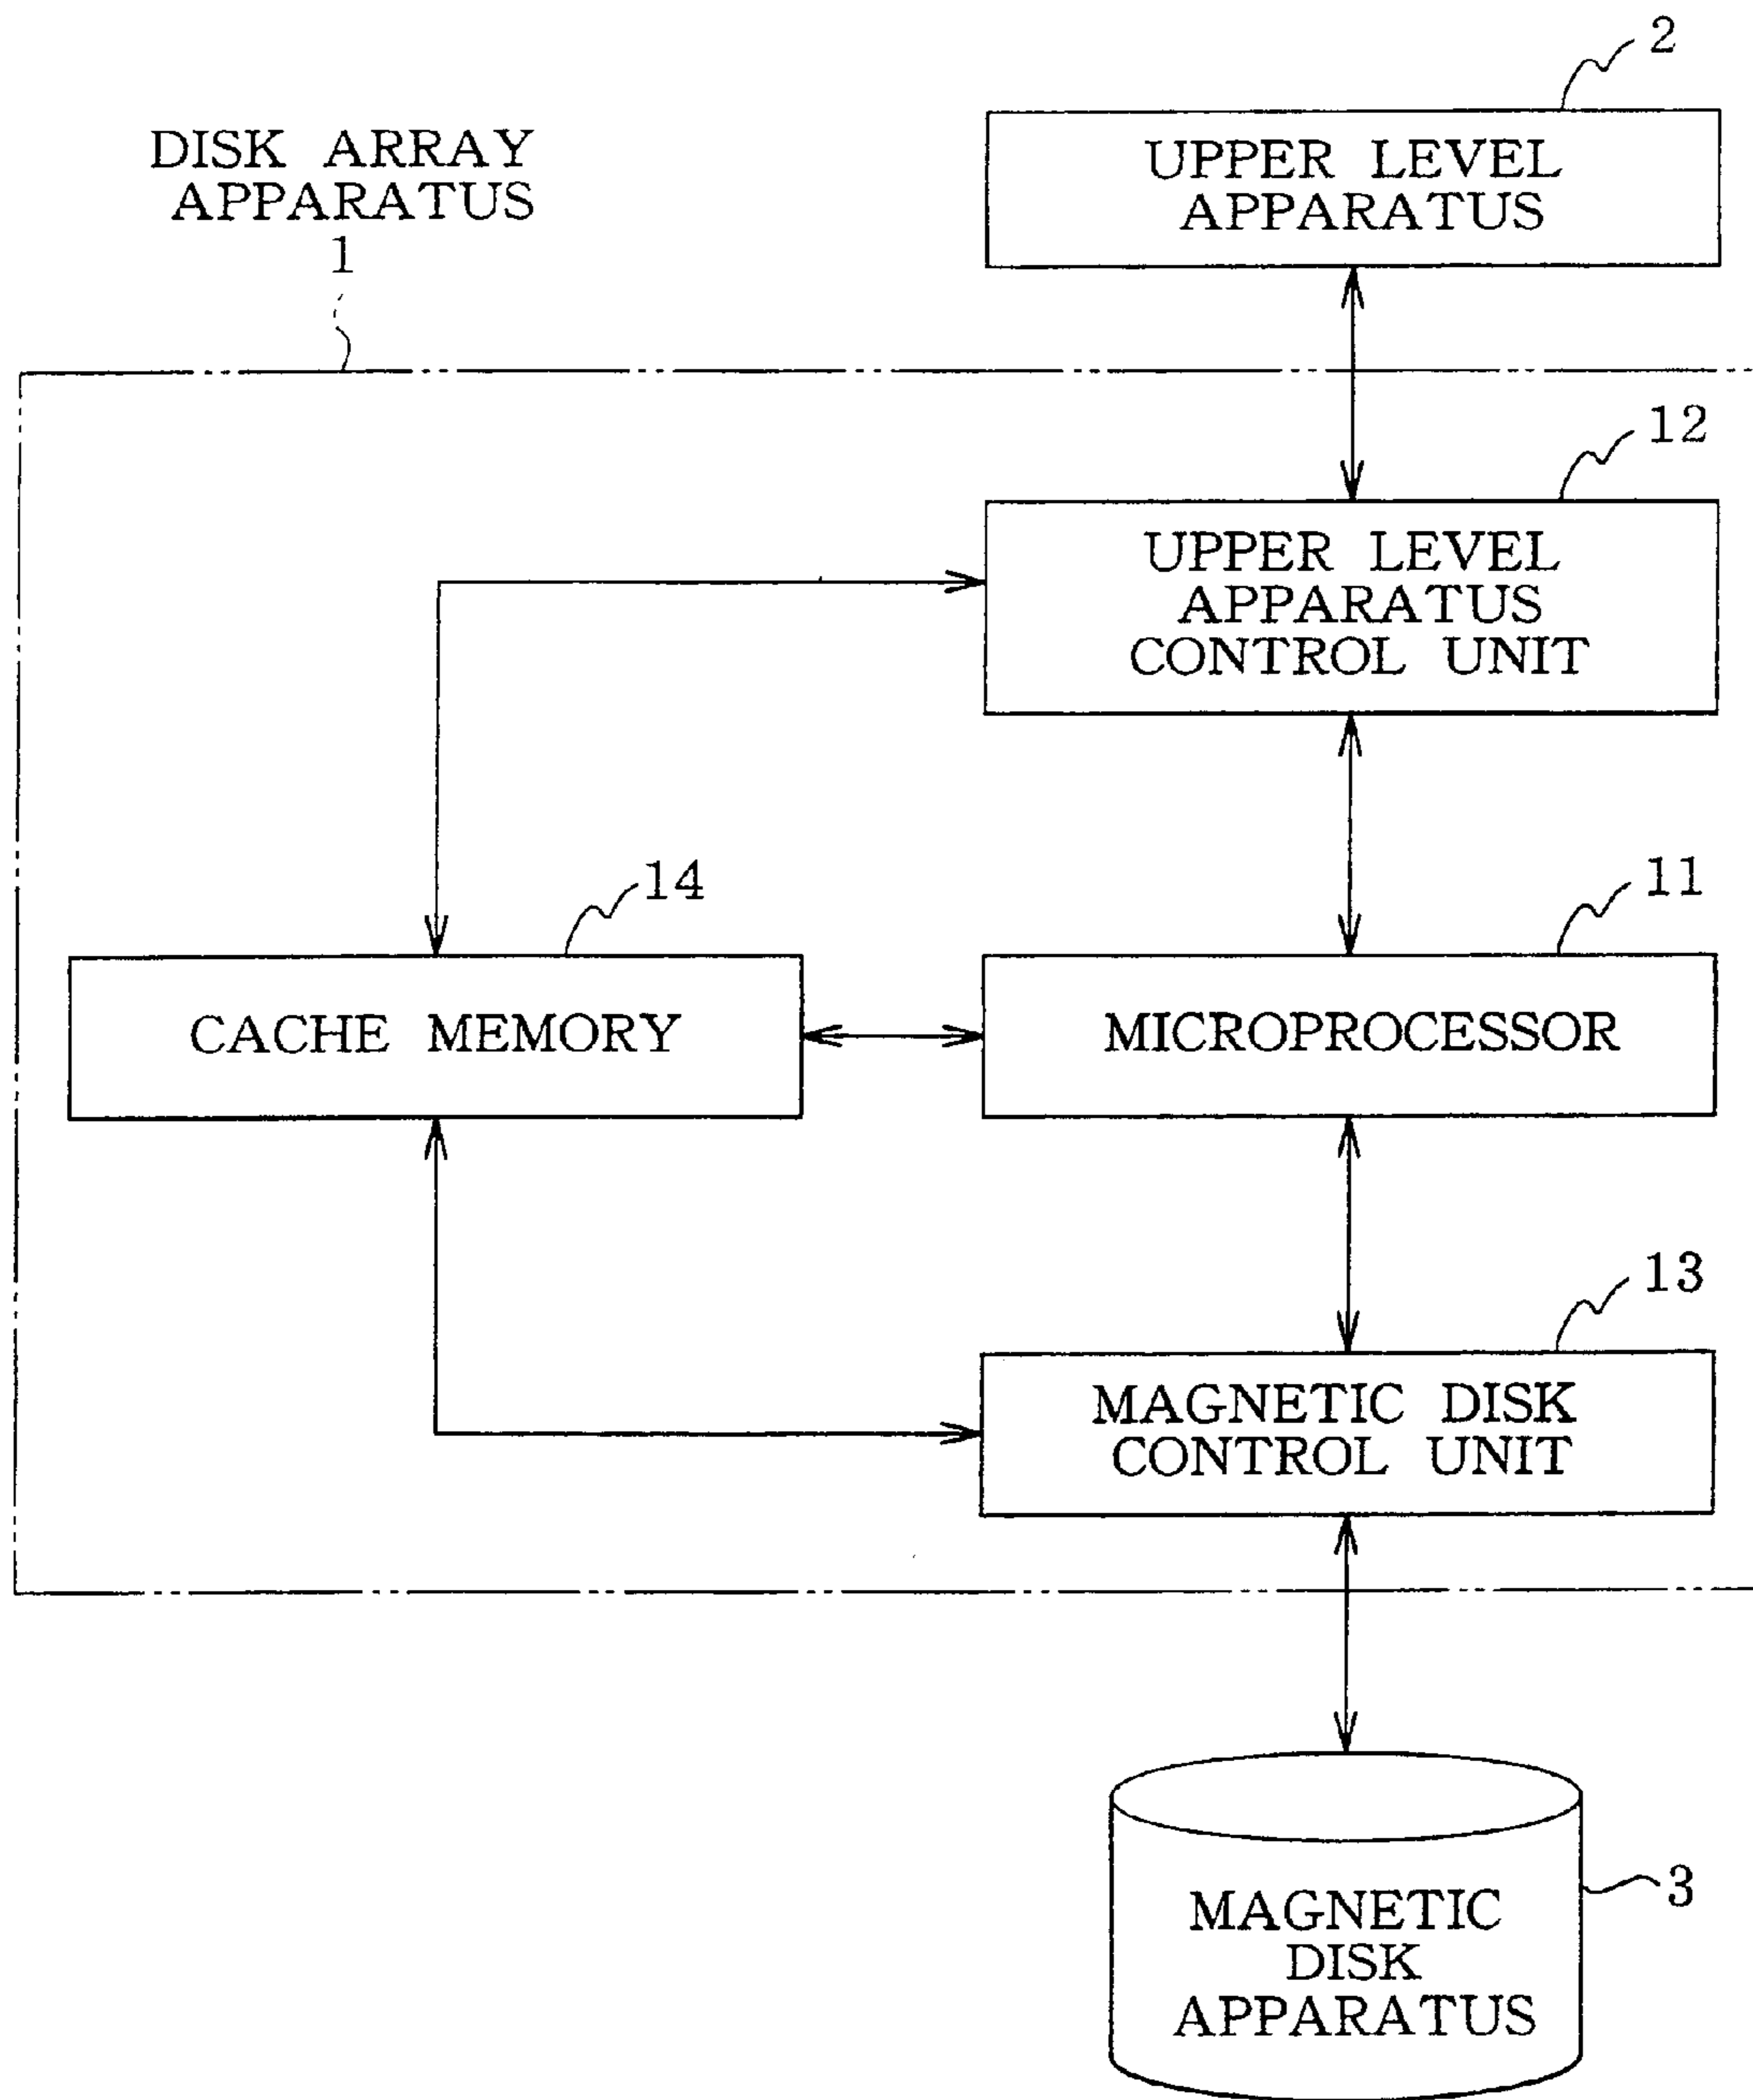 2
DISK ARRAY
APPARATUS
1
UPPER LEVEL
APPARATUS
12
UPPER LEVEL
APPARATUS
CONTROL UNIT
14
11
CACHE MEMORY
MICROPROCESSOR
13
MAGNETIC DISK
CONTROL UNIT
3
MAGNETIC
DISK
APPARATUS